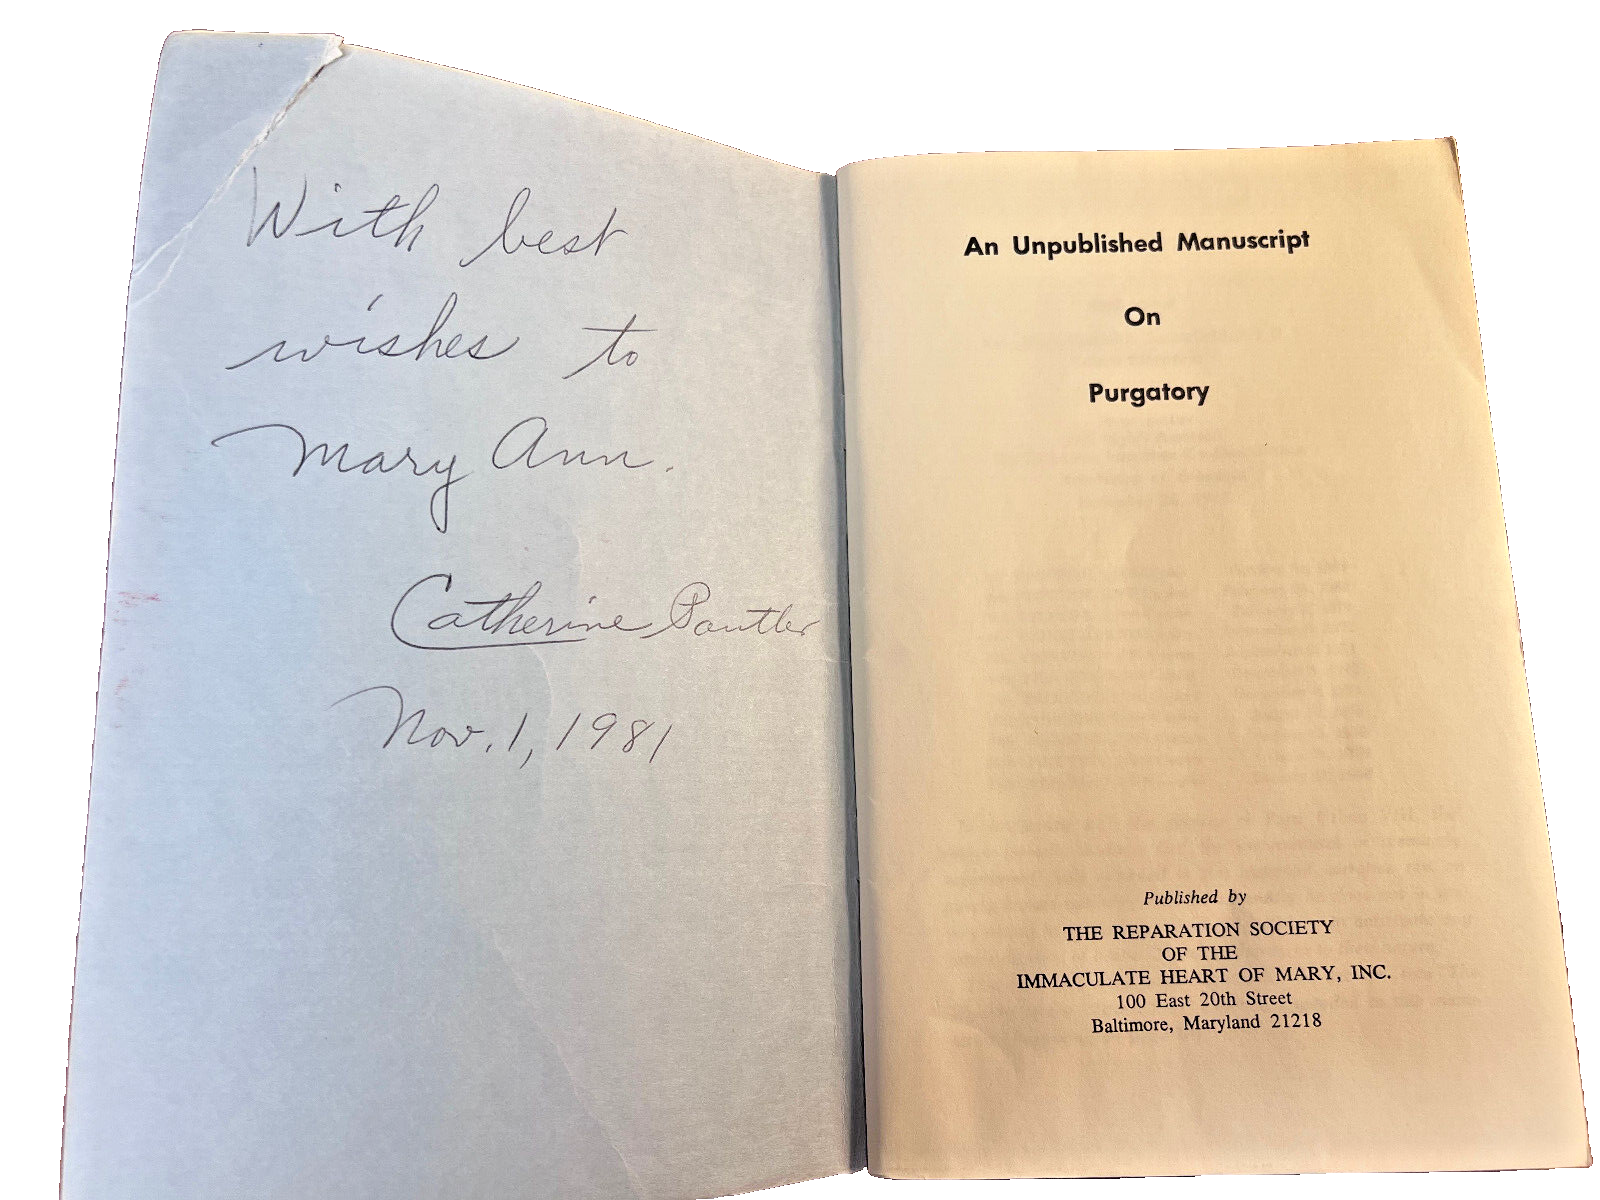 With best
wishes to
Mary Ann.
Catherine Pautler
Nov. 1, 1981
An Unpublished Manuscript
On
Purgatory
Published by
THE REPARATION SOCIETY
OF THE
IMMACULATE HEART OF MARY, INC.
100 East 20th Street
Baltimore, Maryland 21218